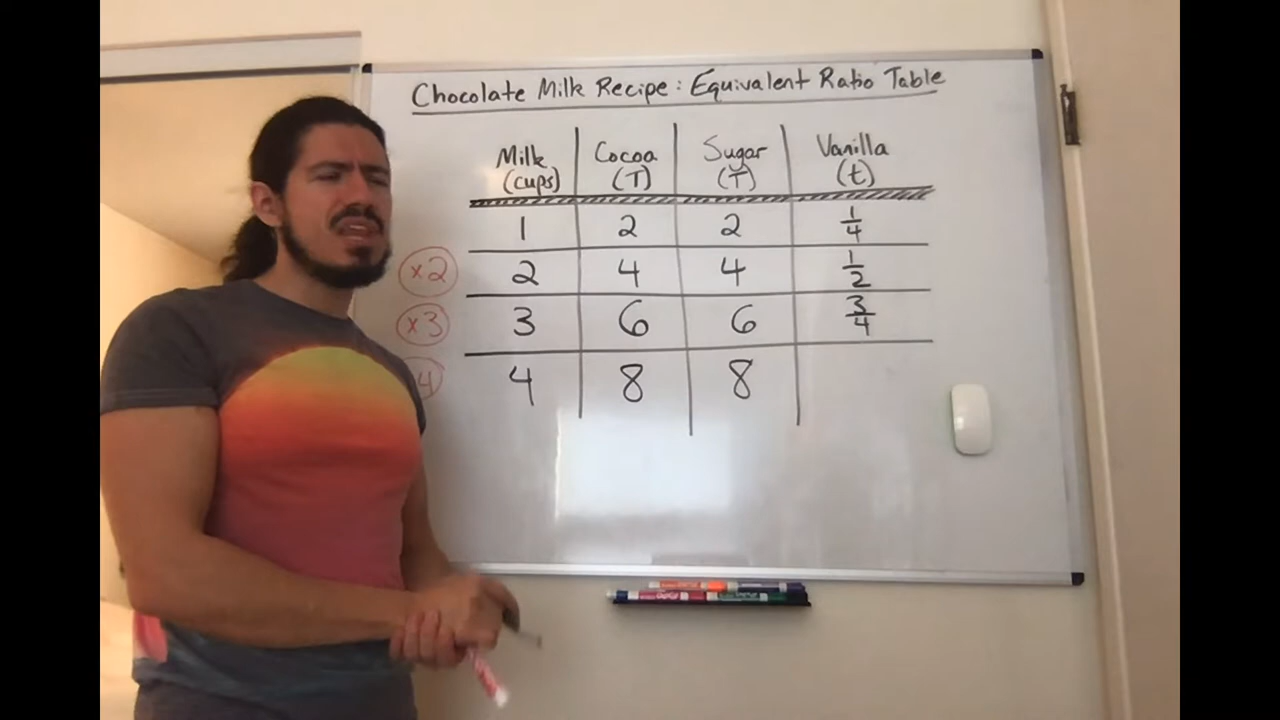 Chocolate Milk Recipe: Equivalent Ratio Table
Milk (cups) Cocoa (T) Sugar (T) Vanilla (t)
1 2 2 1/4
×2 2 4 4 1/2
×3 3 6 6 3/4
4 4 8 8